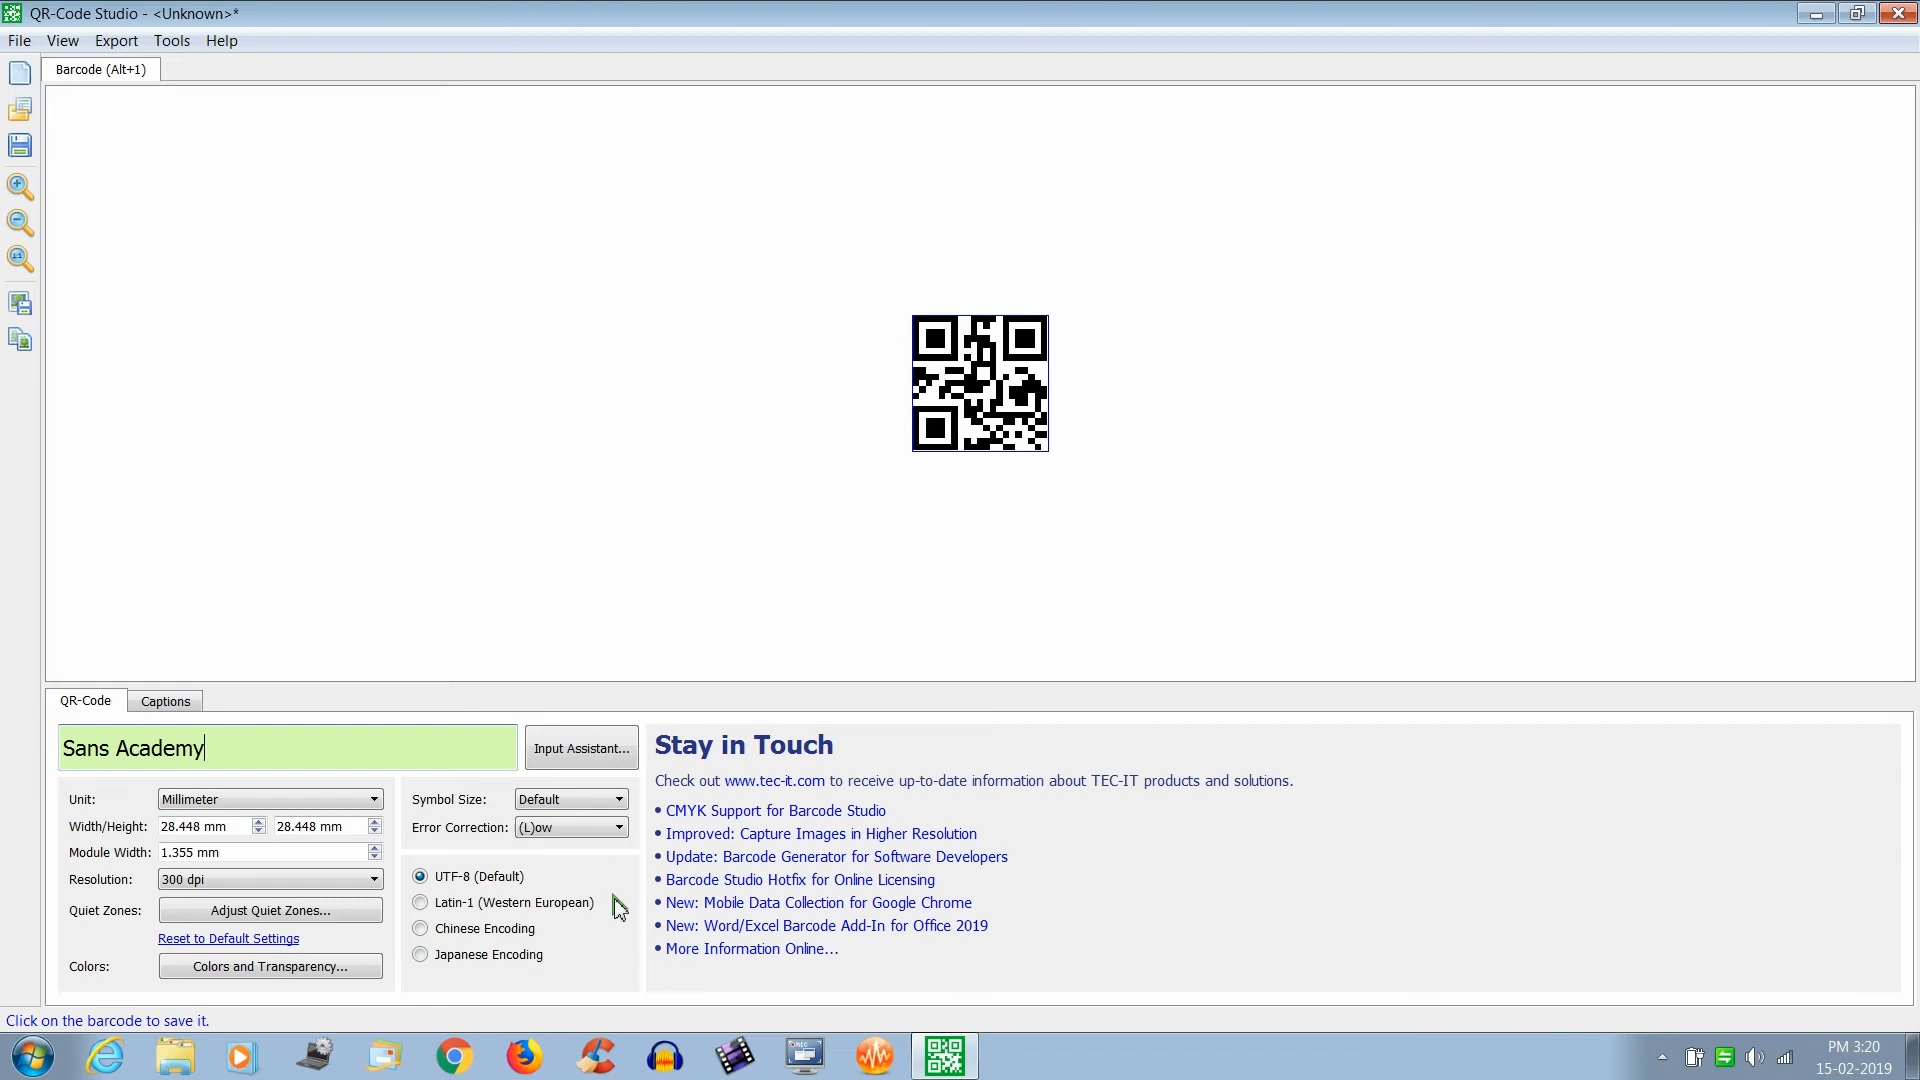 QR-Code Studio - <Unknown>*
File View Export Tools Help
Barcode (Alt+1)
QR-Code Captions
Sans Academy
Input Assistant...
Unit: Millimeter
Width/Height: 28.448 mm 28.448 mm
Module Width: 1.355 mm
Resolution: 300 dpi
Quiet Zones: Adjust Quiet Zones...
Reset to Default Settings
Colors: Colors and Transparency...
Symbol Size: Default
Error Correction: (L)ow
UTF-8 (Default)
Latin-1 (Western European)
Chinese Encoding
Japanese Encoding
Stay in Touch
Check out www.tec-it.com to receive up-to-date information about TEC-IT products and solutions.
• CMYK Support for Barcode Studio
• Improved: Capture Images in Higher Resolution
• Update: Barcode Generator for Software Developers
• Barcode Studio Hotfix for Online Licensing
• New: Mobile Data Collection for Google Chrome
• New: Word/Excel Barcode Add-In for Office 2019
• More Information Online...
Click on the barcode to save it.
REC
PM 3:20
15-02-2019